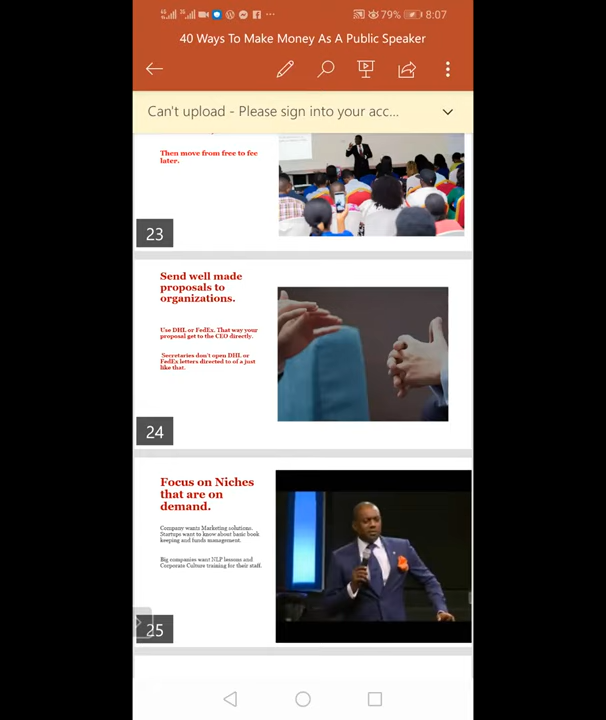 79% 8:07
40 Ways To Make Money As A Public Speaker
Can't upload - Please sign into your acc...
Then move from free to fee
later.
23
Send well made
proposals to
organizations.
Use DHL or FedEx. That way your
proposal get to the CEO directly.
Secretaries don't open DHL or
FedEx letters directed to of a just
like that.
24
Focus on Niches
that are on
demand.
Company wants Marketing solutions.
Startups want to know about basic book
keeping and funds management.
Big companies want NLP lessons and
Corporate Culture training for their staff.
25